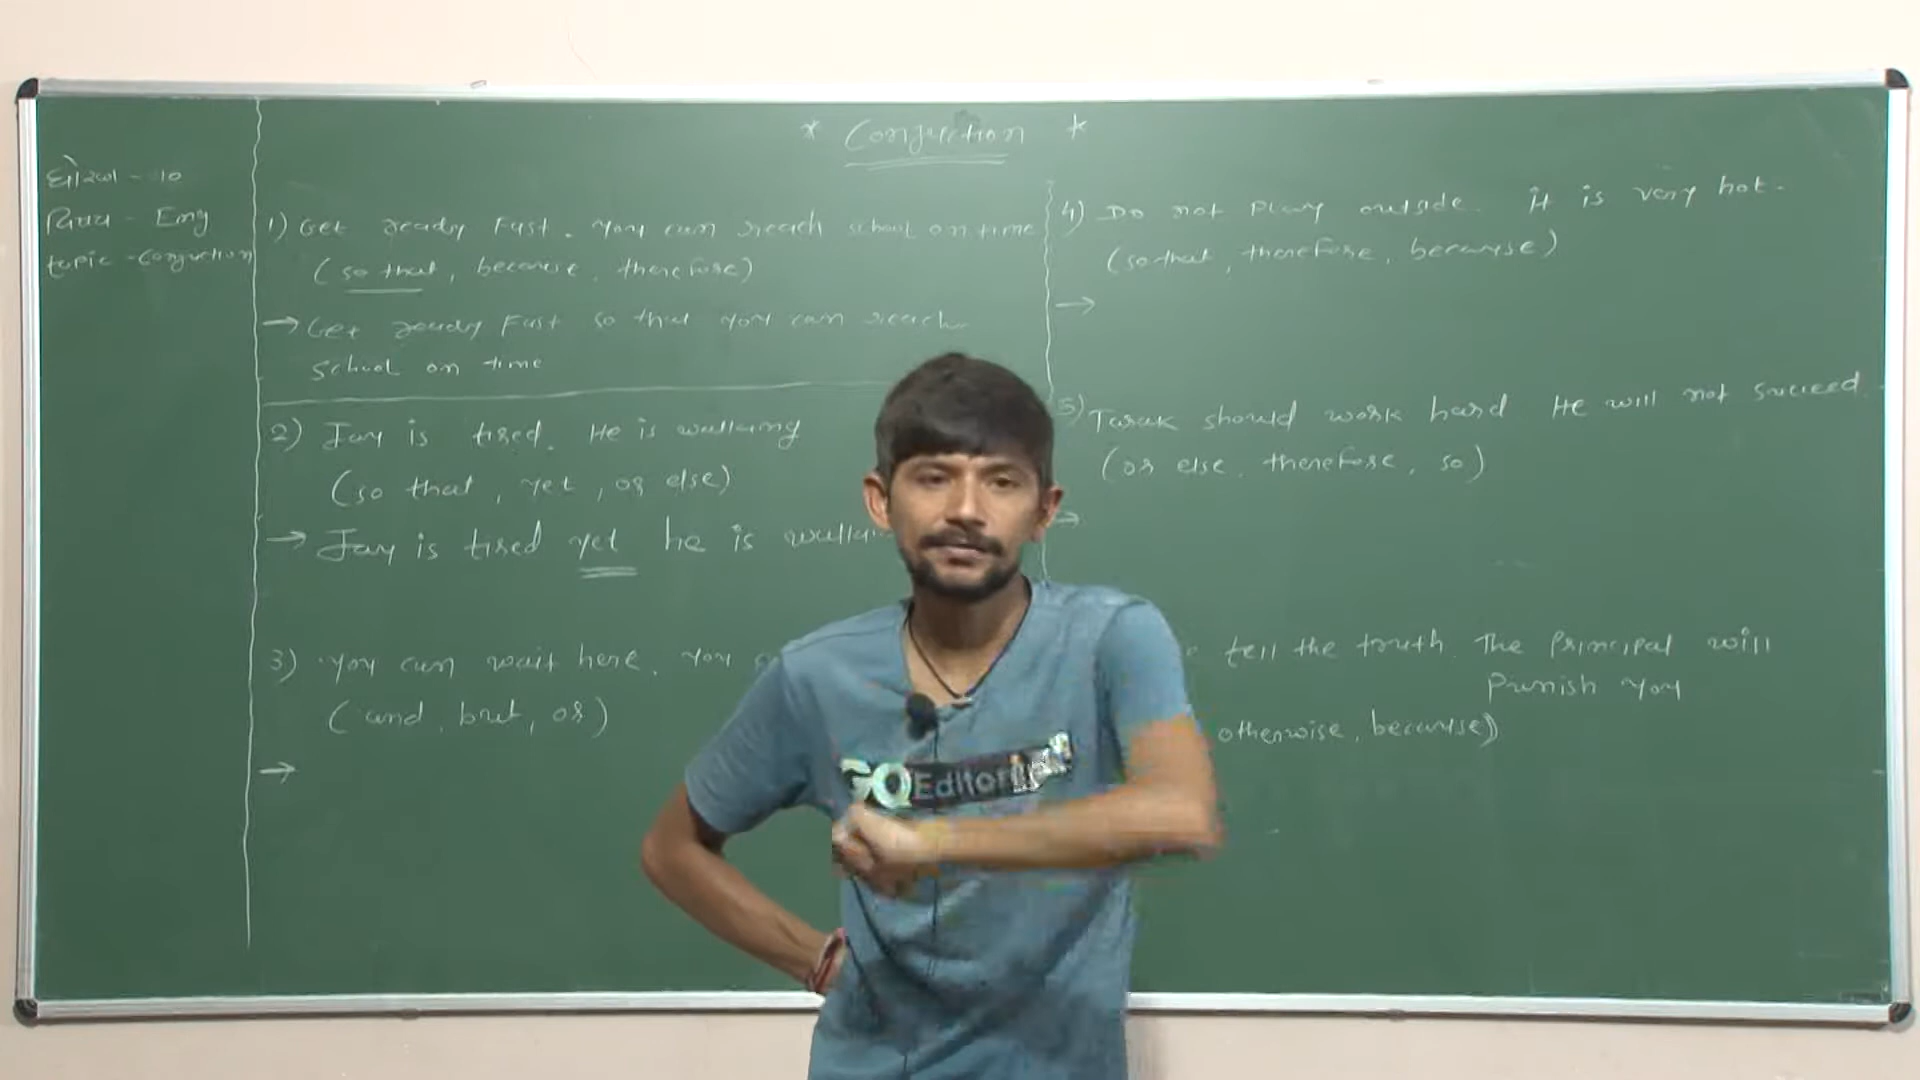 * Conjuction *
ધોરણ - 10
વિષય - Eng
topic - conjuction
1) Get ready Fast. You can reach school on time
(so that, because, therefore)
→ Get ready Fast so that you can reach
school on time
2) Jay is tired. He is walking
(so that, yet, or else)
→ Jay is tired yet he is
3) You can wait here. You
(and, but, or)
→
4) Do not Play outside. It is very hot.
(so that, therefore, because)
→
5) Tarak should work hard. He will not succeed.
(or else, therefore, so)
→
tell the truth. The Principal will
Punish you
otherwise, because)
GO Editor